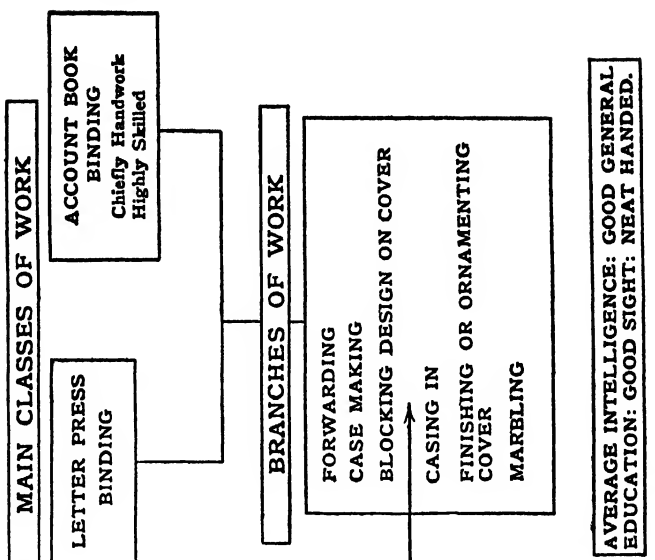 MAIN CLASSES OF WORK
LETTER PRESS
BINDING
ACCOUNT BOOK
BINDING
Chiefly Handwork
Highly Skilled
BRANCHES OF WORK
FORWARDING
CASE MAKING
BLOCKING DESIGN ON COVER
CASING IN
FINISHING OR ORNAMENTING
COVER
MARBLING
AVERAGE INTELLIGENCE: GOOD GENERAL
EDUCATION: GOOD SIGHT: NEAT HANDED.